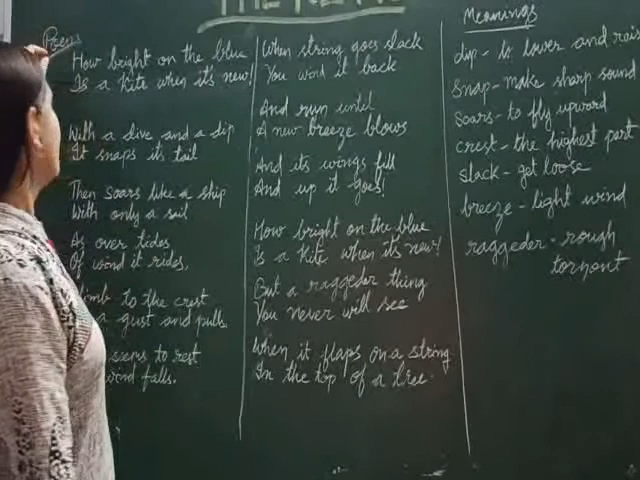 THE KITE
Poem
How bright on the blue
Is a kite when it's new!
With a dive and a dip
It snaps its tail
Then soars like a ship
With only a sail
As over tides
Of wind it rides,
to the crest
a gust and pulls.
seems to rest
wind falls.
When string goes slack
You wind it back
And run until
A new breeze blows
And its wings fill
And up it goes!
How bright on the blue
Is a kite when it's new!
But a raggeder thing
You never will see
When it flaps on a string
In the top of a tree.
Meanings
dip - to lower and rais
snap - make sharp sound
soars - to fly upward
crest - the highest part
slack - get loose
breeze - light wind
raggeder - rough